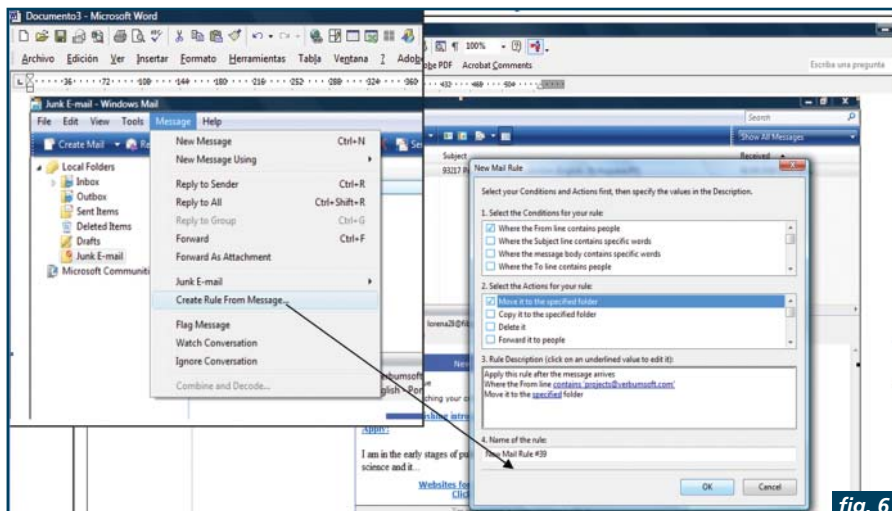 Documento3 - Microsoft Word
Archivo Edición Ver Insertar Formato Herramientas Tabla Ventana ? Adobe PDF Acrobat Comments
100%
Escriba una pregunta
Junk E-mail - Windows Mail
File Edit View Tools Message Help
Search
Create Mail
Show All Messages
Local Folders
Inbox
Outbox
Sent Items
Deleted Items
Drafts
Junk E-mail
Microsoft Communiti
New Message Ctrl+N
New Message Using
Reply to Sender Ctrl+R
Reply to All Ctrl+Shift+R
Reply to Group Ctrl+G
Forward Ctrl+F
Forward As Attachment
Junk E-mail
Create Rule From Message...
Flag Message
Watch Conversation
Ignore Conversation
Combine and Decode...
Subject
Received
New Mail Rule
Select your Conditions and Actions first, then specify the values in the Description.
1. Select the Conditions for your rule:
Where the From line contains people
Where the Subject line contains specific words
Where the message body contains specific words
Where the To line contains people
2. Select the Actions for your rule:
Move it to the specified folder
Copy it to the specified folder
Delete it
Forward it to people
3. Rule Description (click on an underlined value to edit it):
Apply this rule after the message arrives
Where the From line contains 'projects@verbumsoft.com'
Move it to the specified folder
4. Name of the rule:
New Mail Rule #39
OK Cancel
Apply:
I am in the early stages of pu
science and it...
Websites for
Clic
fig. 6